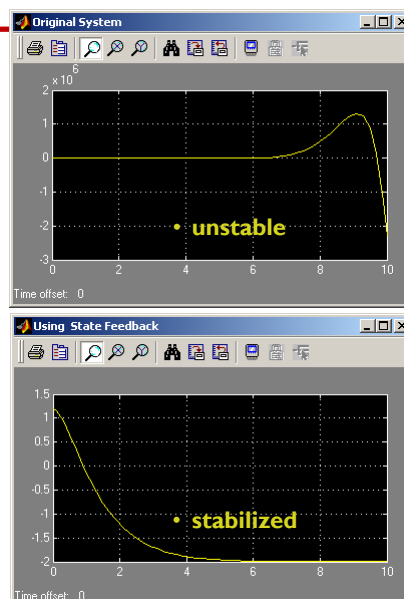 Original System
x 10^6
2
1
0
-1
-2
-3
• unstable
0 2 4 6 8 10
Time offset: 0
Using State Feedback
1.5
1
0.5
0
-0.5
-1
-1.5
-2
• stabilized
0 2 4 6 8 10
Time offset: 0